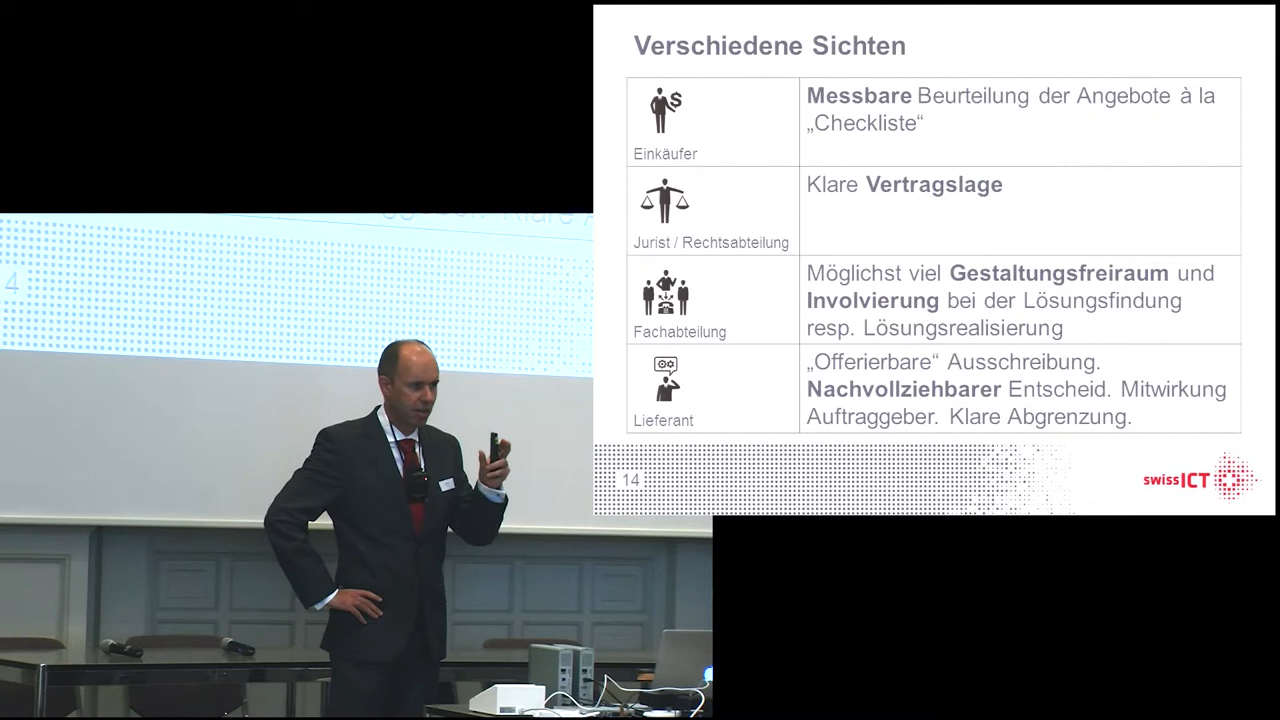 Verschiedene Sichten
Einkäufer
Messbare Beurteilung der Angebote à la
„Checkliste“
Jurist / Rechtsabteilung
Klare Vertragslage
Fachabteilung
Möglichst viel Gestaltungsfreiraum und
Involvierung bei der Lösungsfindung
resp. Lösungsrealisierung
Lieferant
„Offerierbare“ Ausschreibung.
Nachvollziehbarer Entscheid. Mitwirkung
Auftraggeber. Klare Abgrenzung.
14
swissICT
4